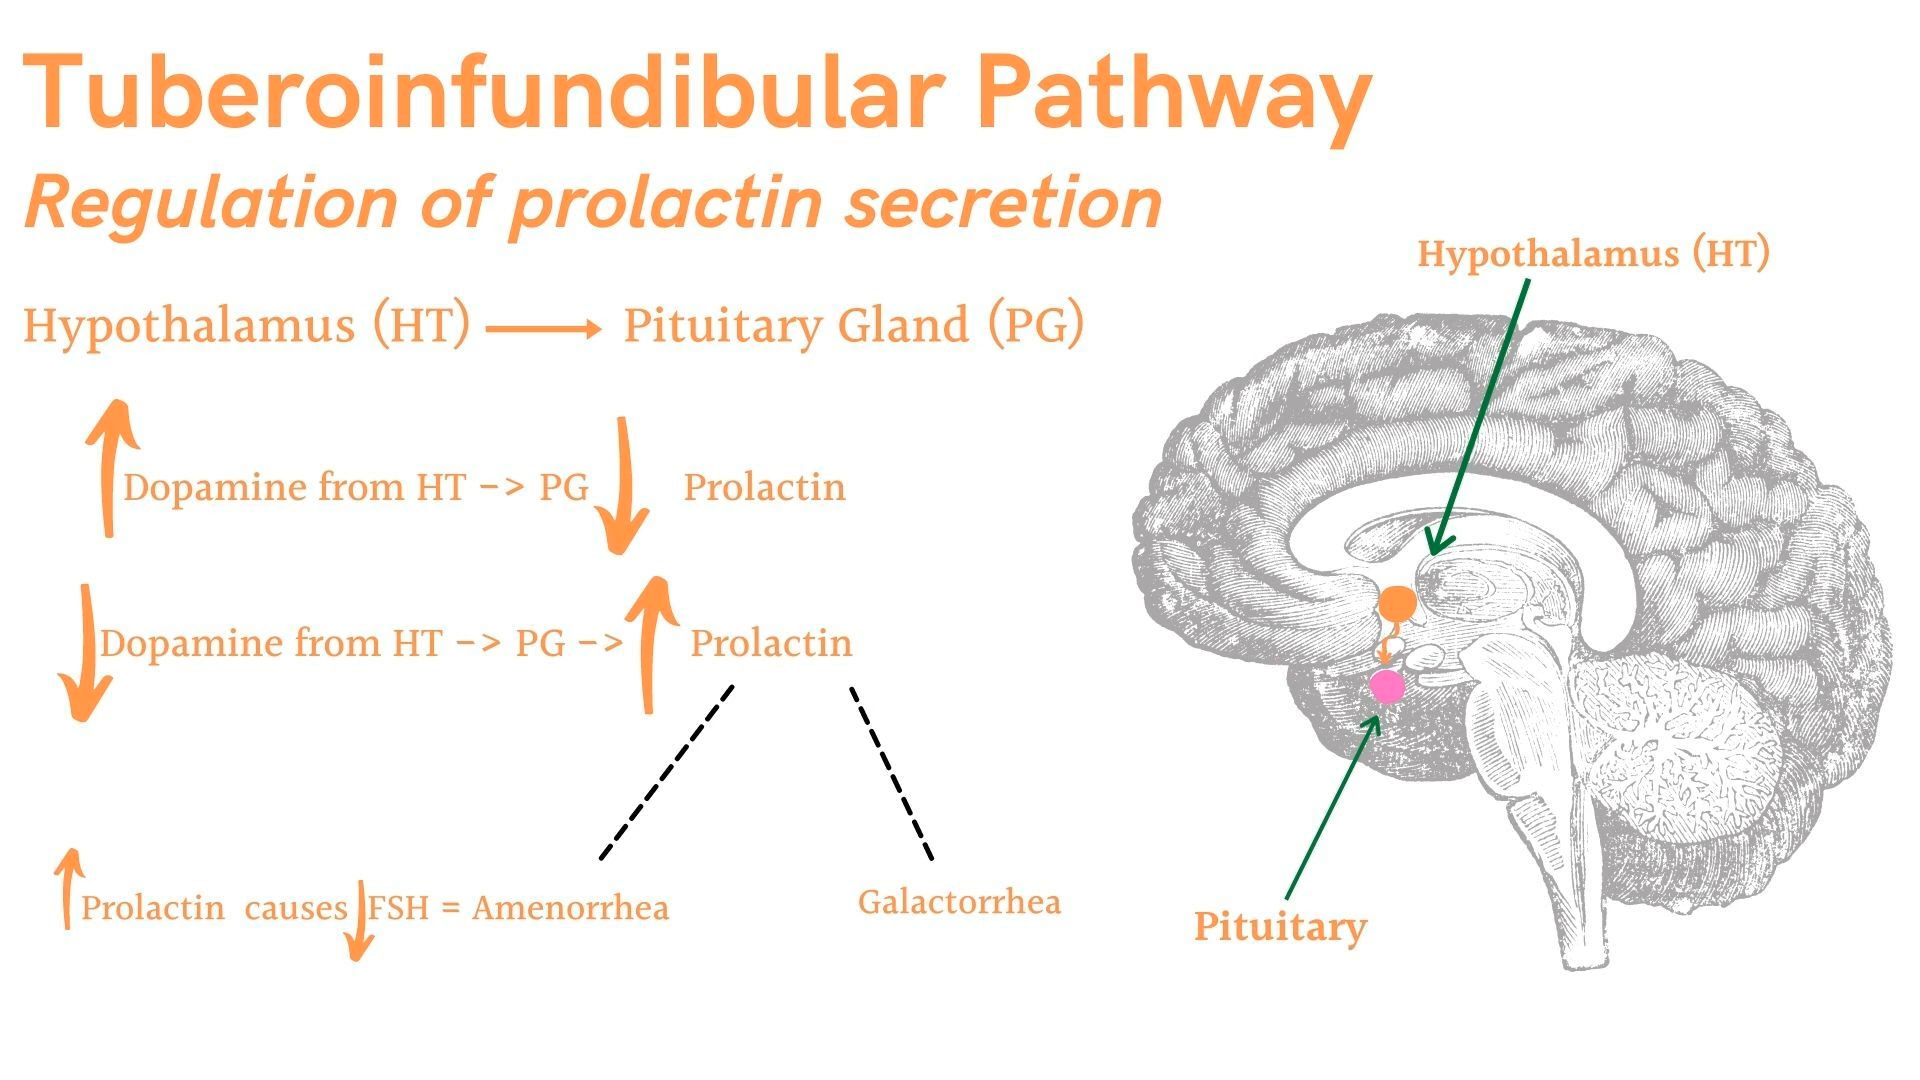 Tuberoinfundibular Pathway
Regulation of prolactin secretion
Hypothalamus (HT) Pituitary Gland (PG)
Dopamine from HT -> PG Prolactin
Dopamine from HT -> PG -> Prolactin
Prolactin causes FSH = Amenorrhea
Galactorrhea
Hypothalamus (HT)
Pituitary